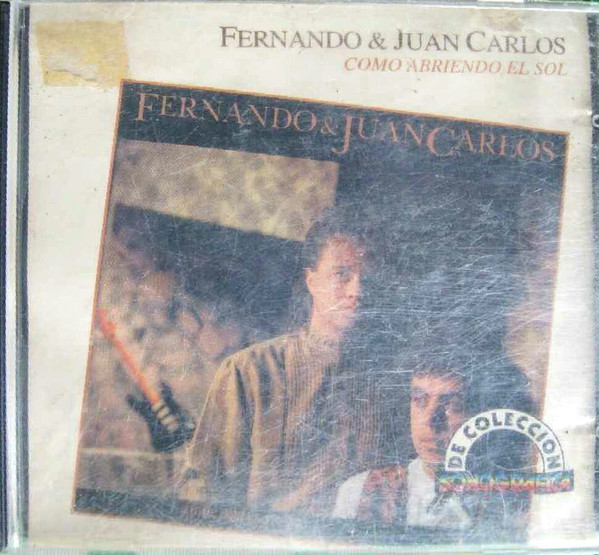 FERNANDO & JUAN CARLOS
COMO ABRIENDO EL SOL
FERNANDO & JUAN CARLOS
DE COLECCION